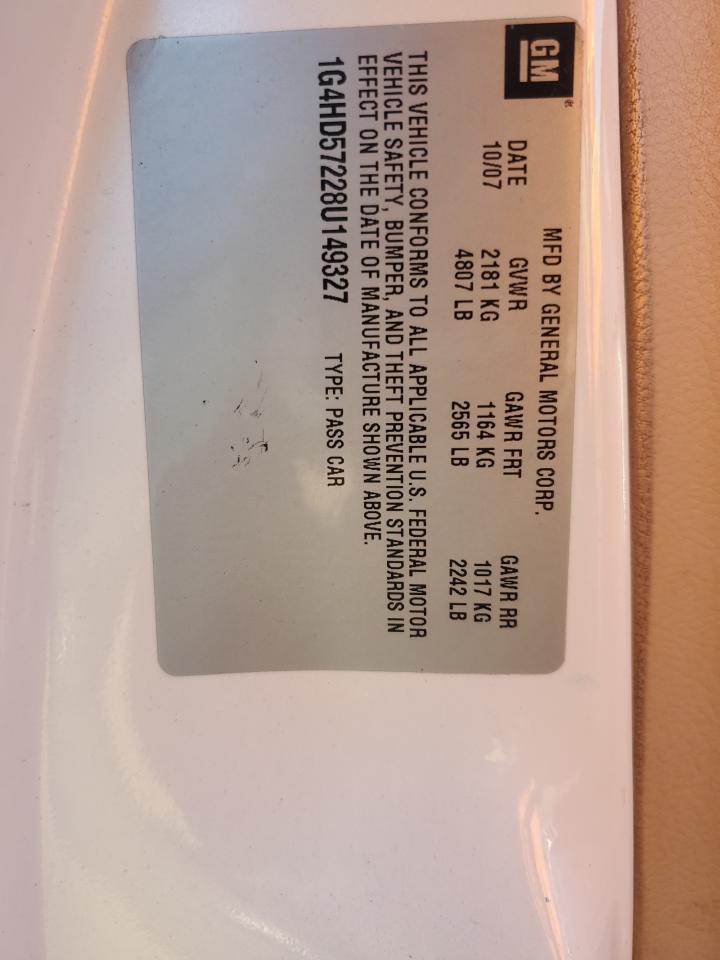 GM
MFD BY GENERAL MOTORS CORP.
DATE GVWR GAWR FRT GAWR RR
10/07 2181 KG 1164 KG 1017 KG
4807 LB 2565 LB 2242 LB
THIS VEHICLE CONFORMS TO ALL APPLICABLE U.S. FEDERAL MOTOR
VEHICLE SAFETY, BUMPER, AND THEFT PREVENTION STANDARDS IN
EFFECT ON THE DATE OF MANUFACTURE SHOWN ABOVE.
1G4HD57228U149327 TYPE: PASS CAR